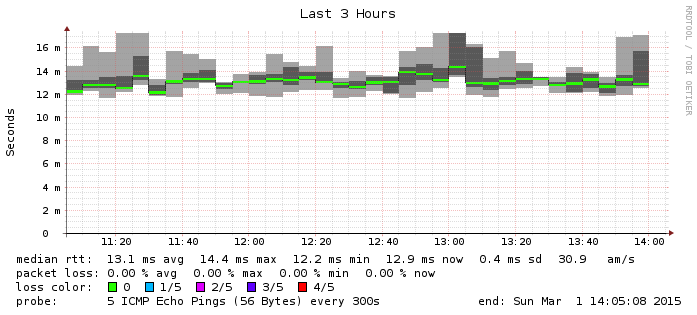 Last 3 Hours
RRDTOOL / TOBI OETIKER
Seconds
16 m
14 m
12 m
10 m
8 m
6 m
4 m
2 m
0
11:20 11:40 12:00 12:20 12:40 13:00 13:20 13:40 14:00
median rtt: 13.1 ms avg 14.4 ms max 12.2 ms min 12.9 ms now 0.4 ms sd 30.9 am/s
packet loss: 0.00 % avg 0.00 % max 0.00 % min 0.00 % now
loss color: 0 1/5 2/5 3/5 4/5
probe: 5 ICMP Echo Pings (56 Bytes) every 300s end: Sun Mar 1 14:05:08 2015